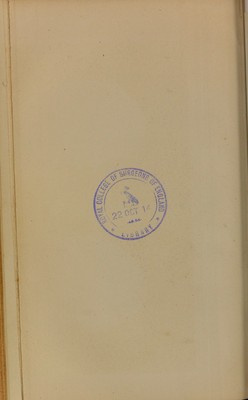 ROYAL COLLEGE OF SURGEONS OF ENGLAND
22 OCT 14
LIBRARY